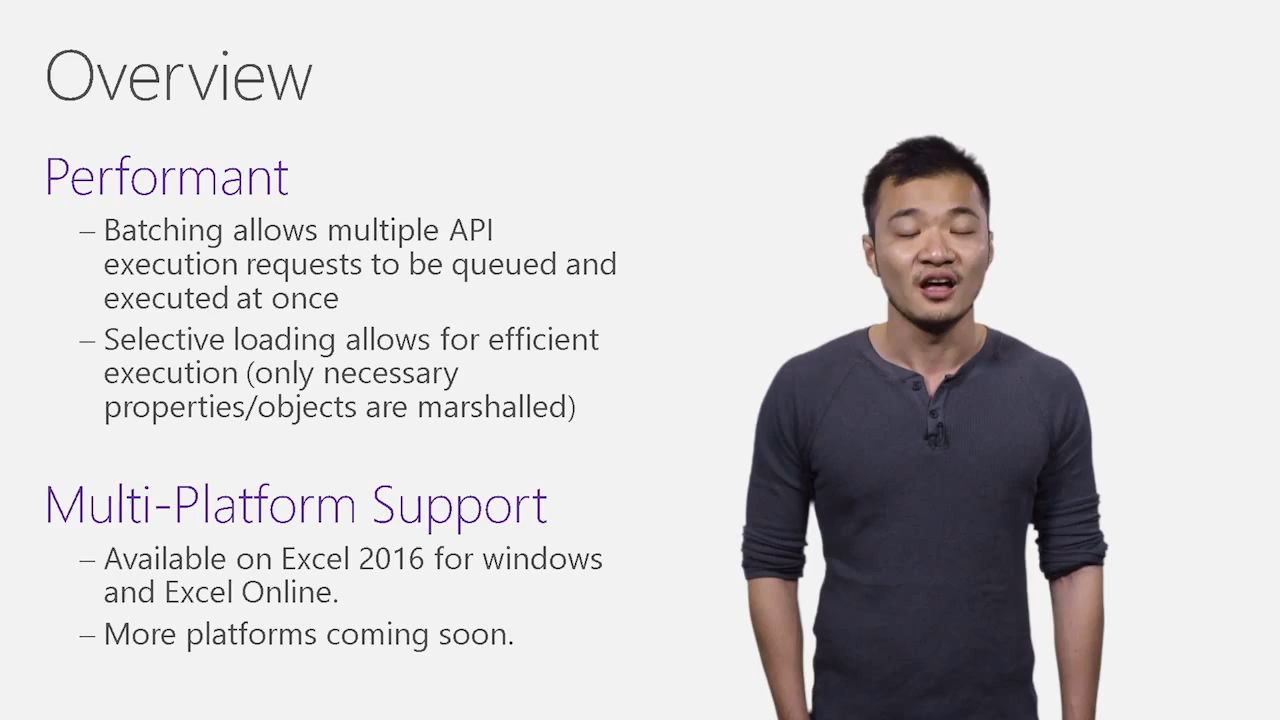 Overview
Performant
– Batching allows multiple API
execution requests to be queued and
executed at once
– Selective loading allows for efficient
execution (only necessary
properties/objects are marshalled)
Multi-Platform Support
– Available on Excel 2016 for windows
and Excel Online.
– More platforms coming soon.